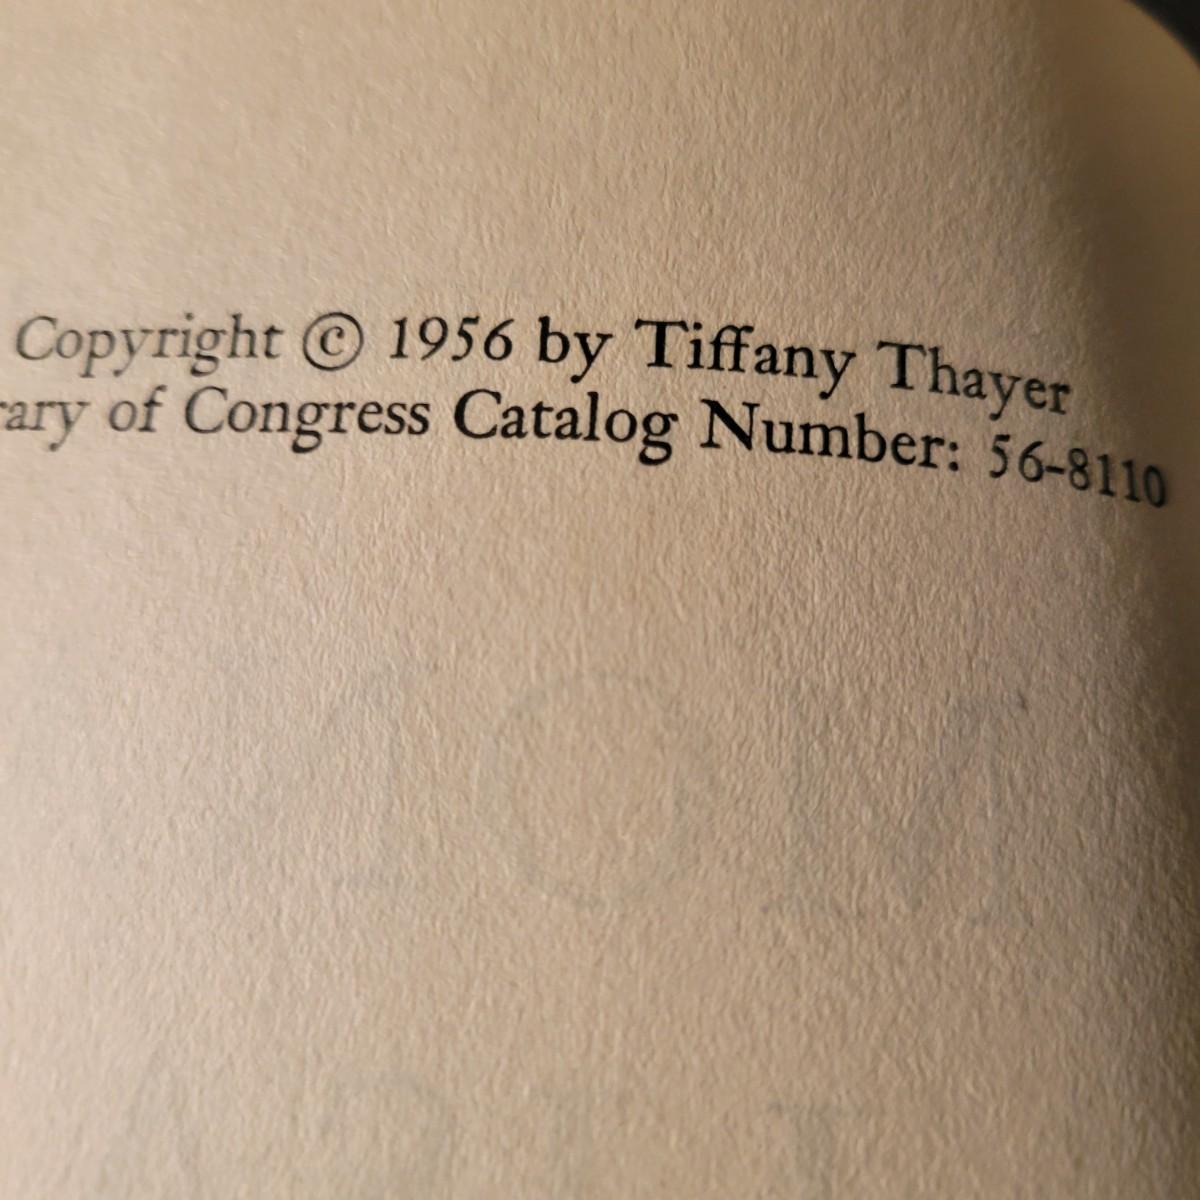 Copyright © 1956 by Tiffany Thayer
rary of Congress Catalog Number: 56-8110